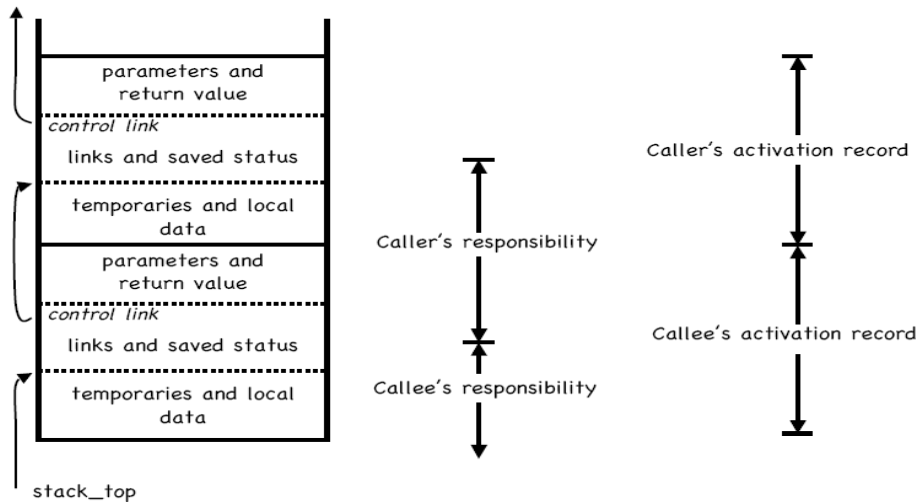 parameters and
return value
control link
links and saved status
temporaries and local
data
parameters and
return value
control link
links and saved status
temporaries and local
data
stack_top
Caller's responsibility
Callee's responsibility
Caller's activation record
Callee's activation record